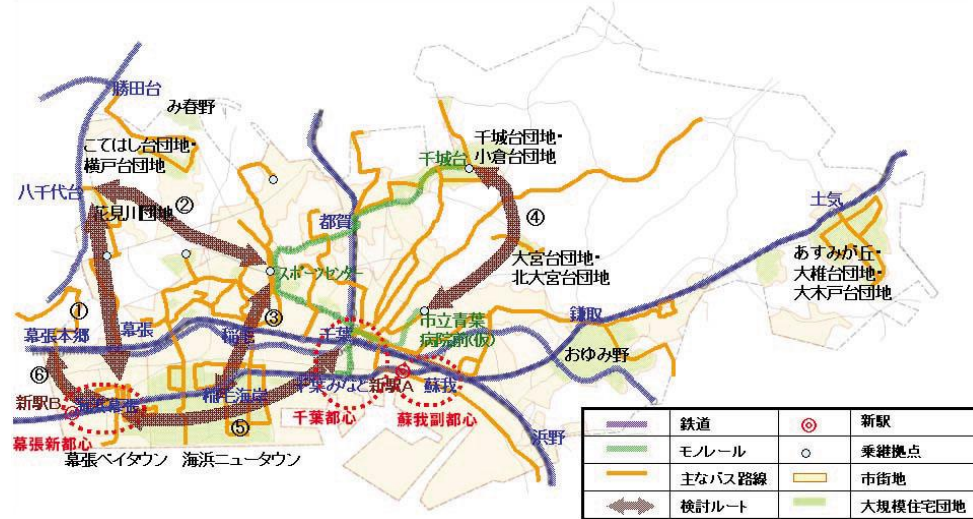 勝田台
み春野
こてはし台団地・
横戸台団地
八千代台
花見川団地
②
都賀
千城台
千城台団地・
小倉台団地
④
スポーツセンター
大宮台団地・
北大宮台団地
土気
あすみが丘・
大椎台団地・
大木戸台団地
①
③
幕張本郷
幕張
稲毛
千葉
市立青葉
病院前(仮)
鎌取
おゆみ野
⑥
新駅B
海浜幕張
稲毛海岸
千葉みなと
新駅A
蘇我
⑤
千葉都心
蘇我副都心
浜野
幕張新都心
幕張ベイタウン
海浜ニュータウン
鉄道
新駅
モノレール
乗継拠点
主なバス路線
市街地
検討ルート
大規模住宅団地